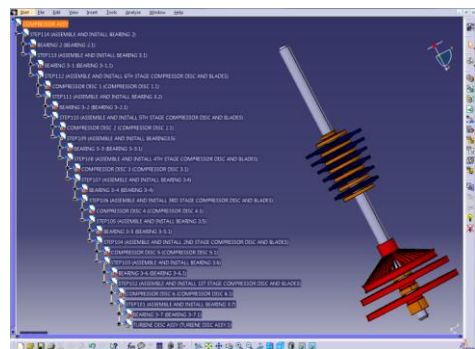 Start File Edit View Insert Tools Analyze Window Help
COMPRESSOR ASSY
STEP114 (ASSEMBLE AND INSTALL BEARING 2)
BEARING 2 (BEARING 2.1)
STEP113 (ASSEMBLE AND INSTALL BEARING 3.1)
BEARING 3-1 (BEARING 3-1.1)
STEP112 (ASSEMBLE AND INSTALL 6TH STAGE COMPRESSOR DISC AND BLADES)
COMPRESSOR DISC 1 (COMPRESSOR DISC 1.1)
STEP111 (ASSEMBLE AND INSTALL BEARING 3.2)
BEARING 3-2 (BEARING 3-2.1)
STEP110 (ASSEMBLE AND INSTALL 5TH STAGE COMPRESSOR DISC AND BLADES)
COMPRESSOR DISC 2 (COMPRESSOR DISC 2.1)
STEP109 (ASSEMBLE AND INSTALL
BEARING 3-3 (BEARING 3-3.1)
STEP108 (ASSEMBLE AND INSTALL 4TH STAGE COMPRESSOR DISC AND BLADES)
COMPRESSOR DISC 3 (COMPRESSOR DISC 3.1)
STEP107 (ASSEMBLE AND INSTALL BEARING 3.4)
BEARING 3-4 (BEARING 3-4)
STEP106 (ASSEMBLE AND INSTALL 3RD STAGE COMPRESSOR DISC AND BLADES)
COMPRESSOR DISC 4 (COMPRESSOR DISC 4.1)
STEP105 (ASSEMBLE AND INSTALL BEARING 3.5)
BEARING 3-5 (BEARING 3-5.1)
STEP104 (ASSEMBLE AND INSTALL 2ND STAGE COMPRESSOR DISC AND BLADES)
COMPRESSOR DISC 5 (COMPRESSOR DISC 5.1)
STEP103 (ASSEMBLE AND INSTALL BEARING 3.6)
BEARING 3-6 (BEARING 3-6.1)
STEP102 (ASSEMBLE AND INSTALL 1ST STAGE COMPRESSOR DISC AND BLADES)
COMPRESSOR DISC 6 (COMPRESSOR DISC 6.1)
(ASSEMBLE AND INSTALL BEARING 3.7)
BEARING 3-7 (BEARING 3-7.1)
TURBINE DISC ASSY (TURBINE DISC ASSY.1)